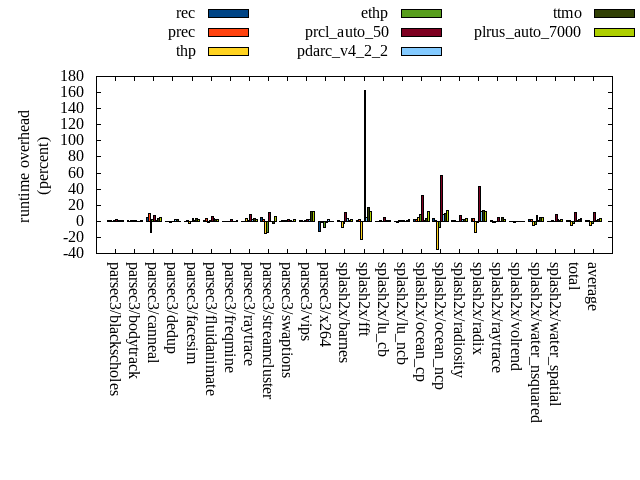 rec
prec
thp
ethp
prcl_auto_50
pdarc_v4_2_2
ttmo
plrus_auto_7000
runtime overhead
(percent)
180
160
140
120
100
80
60
40
20
0
-20
-40
parsec3/blackscholes
parsec3/bodytrack
parsec3/canneal
parsec3/dedup
parsec3/facesim
parsec3/fluidanimate
parsec3/freqmine
parsec3/raytrace
parsec3/streamcluster
parsec3/swaptions
parsec3/vips
parsec3/x264
splash2x/barnes
splash2x/fft
splash2x/lu_cb
splash2x/lu_ncb
splash2x/ocean_cp
splash2x/ocean_ncp
splash2x/radiosity
splash2x/radix
splash2x/raytrace
splash2x/volrend
splash2x/water_nsquared
splash2x/water_spatial
total
average